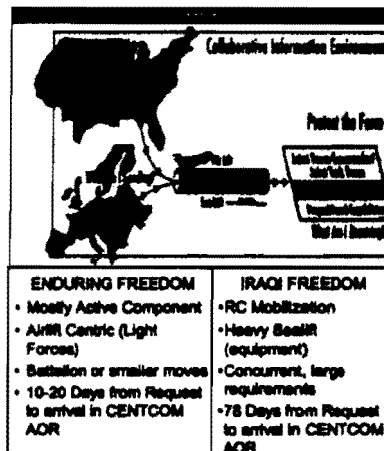 Collaborative Information Environment
Protect the Force
ENDURING FREEDOM
• Mostly Active Component
• Airlift Centric (Light
Forces)
• Battalion or smaller moves
• 10-20 Days from Request
to arrival in CENTCOM
AOR
IRAQI FREEDOM
•RC Mobilization
•Heavy Sealift
(equipment)
•Concurrent, large
requirements
•78 Days from Request
to arrival in CENTCOM
AOR